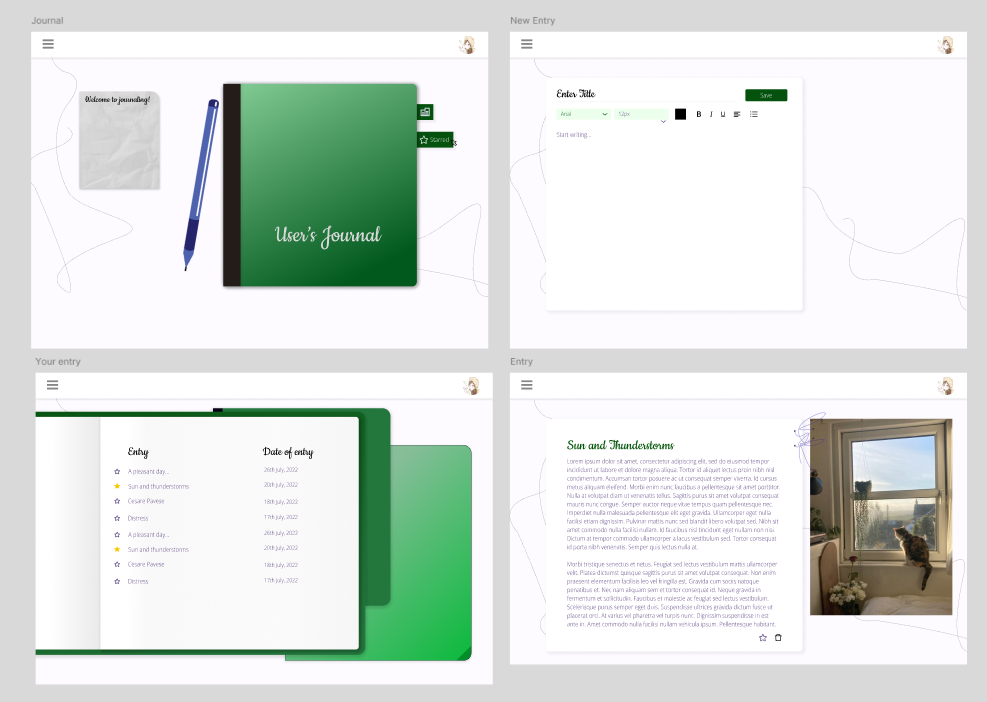 Journal
Welcome to journaling!
Starred
User's Journal
New Entry
Enter Title
Save
Arial
12px
B I U
Start writing...
Your entry
Entry
Date of entry
A pleasant day...
26th July, 2022
Sun and thunderstorms
20th July, 2022
Cesare Pavese
18th July, 2022
Distress
17th July, 2022
A pleasant day...
26th July, 2022
Sun and thunderstorms
20th July, 2022
Cesare Pavese
18th July, 2022
Distress
17th July, 2022
Entry
Sun and Thunderstorms
Lorem ipsum dolor sit amet, consectetur adipiscing elit, sed do eiusmod tempor
incididunt ut labore et dolore magna aliqua. Tortor id aliquet lectus proin nibh nisl
condimentum. Accumsan tortor posuere ac ut consequat semper viverra. Id cursus
metus aliquam eleifend. Morbi enim nunc faucibus a pellentesque sit amet porttitor.
Nulla at volutpat diam ut venenatis tellus. Sagittis purus sit amet volutpat consequat
mauris nunc congue. Semper auctor neque vitae tempus quam pellentesque nec.
Imperdiet nulla malesuada pellentesque elit eget gravida. Ullamcorper eget nulla
facilisi etiam dignissim. Pulvinar mattis nunc sed blandit libero volutpat sed. Nibh sit
amet commodo nulla facilisi nullam. Id faucibus nisl tincidunt eget nullam non nisi.
Dictum at tempor commodo ullamcorper a lacus vestibulum sed. Tortor consequat
id porta nibh venenatis. Semper quis lectus nulla at.
Morbi tristique senectus et netus. Feugiat sed lectus vestibulum mattis ullamcorper
velit. Platea dictumst quisque sagittis purus sit amet volutpat consequat. Non enim
praesent elementum facilisis leo vel fringilla est. Gravida cum sociis natoque
penatibus et. Nec nam aliquam sem et tortor consequat id. Neque gravida in
fermentum et sollicitudin. Faucibus et molestie ac feugiat sed lectus vestibulum.
Scelerisque purus semper eget duis. Suspendisse ultrices gravida dictum fusce ut
placerat orci. At varius vel pharetra vel turpis nunc. Dignissim suspendisse in est
ante in. Amet commodo nulla facilisi nullam vehicula ipsum. Pellentesque habitant.